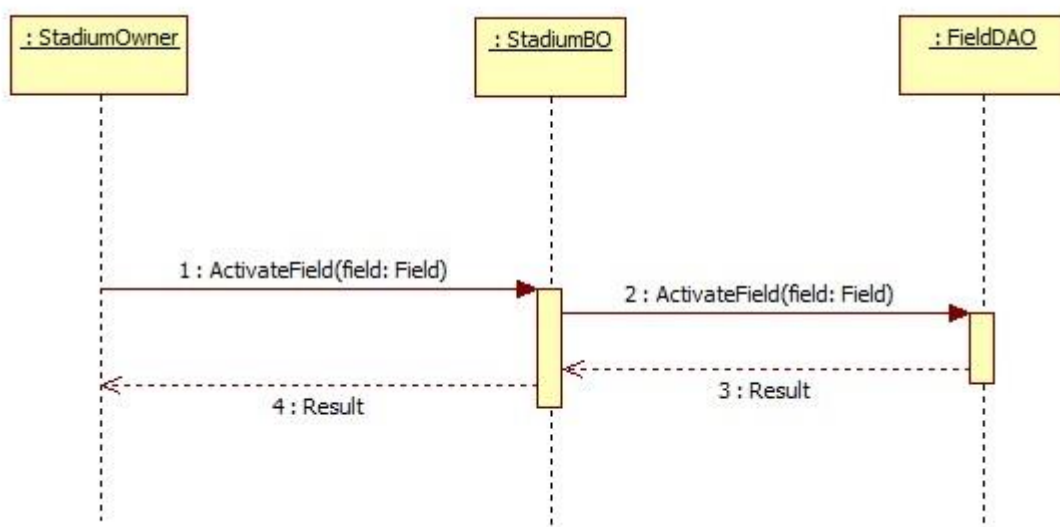 : StadiumOwner
: StadiumBO
: FieldDAO
1 : ActivateField(field: Field)
2 : ActivateField(field: Field)
3 : Result
4 : Result